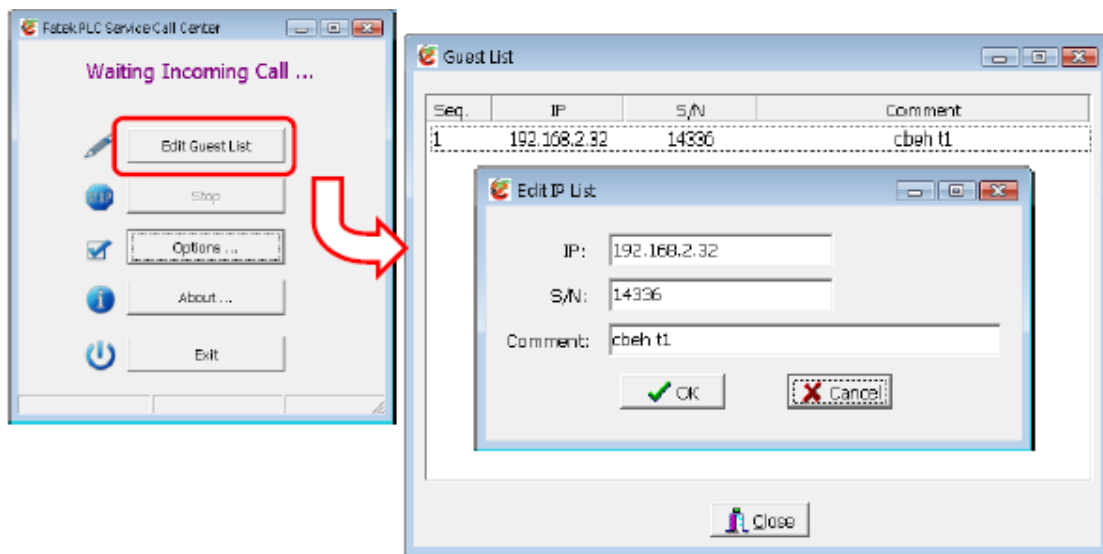 Fatek PLC Service Call Center
Waiting Incoming Call ...
Edit Guest List
STOP
Stop
Options ...
About ...
Exit
Guest List
Seq. IP S/N Comment
1 192.168.2.32 14336 cbeh t1
Edit IP List
IP: 192.168.2.32
S/N: 14336
Comment: cbeh t1
OK Cancel
Close